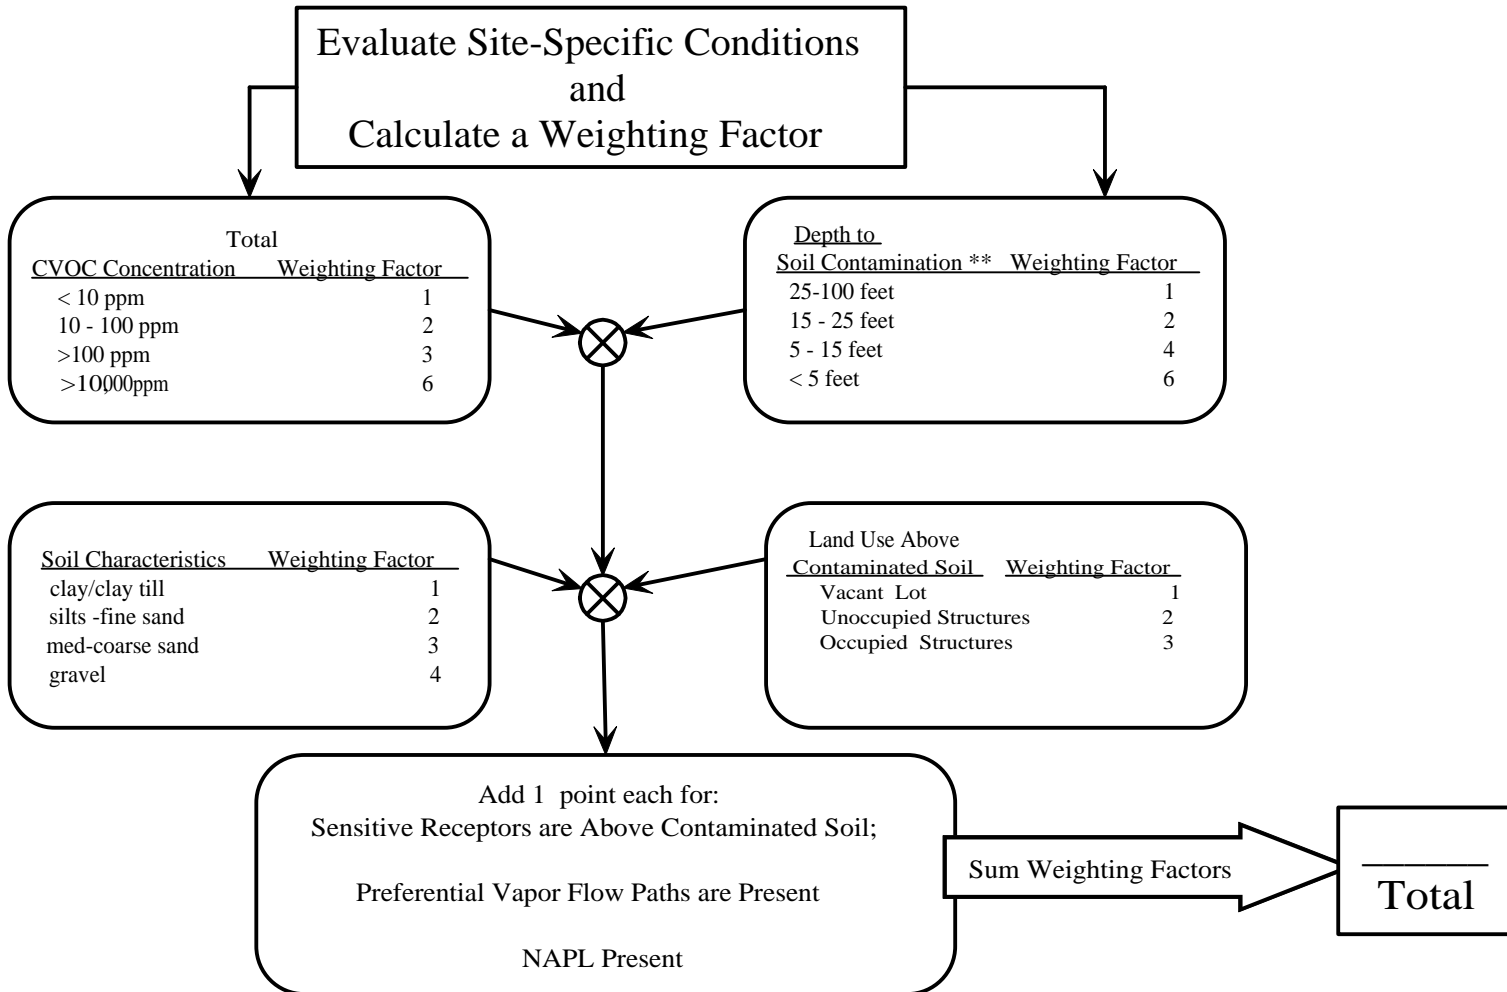 Evaluate Site-Specific Conditions
and
Calculate a Weighting Factor
Total
CVOC Concentration Weighting Factor
< 10 ppm 1
10 - 100 ppm 2
>100 ppm 3
>10,000ppm 6
Depth to
Soil Contamination ** Weighting Factor
25-100 feet 1
15 - 25 feet 2
5 - 15 feet 4
< 5 feet 6
Soil Characteristics Weighting Factor
clay/clay till 1
silts -fine sand 2
med-coarse sand 3
gravel 4
Land Use Above
Contaminated Soil Weighting Factor
Vacant Lot 1
Unoccupied Structures 2
Occupied Structures 3
Add 1 point each for:
Sensitive Receptors are Above Contaminated Soil;
Preferential Vapor Flow Paths are Present
NAPL Present
Sum Weighting Factors
______
Total